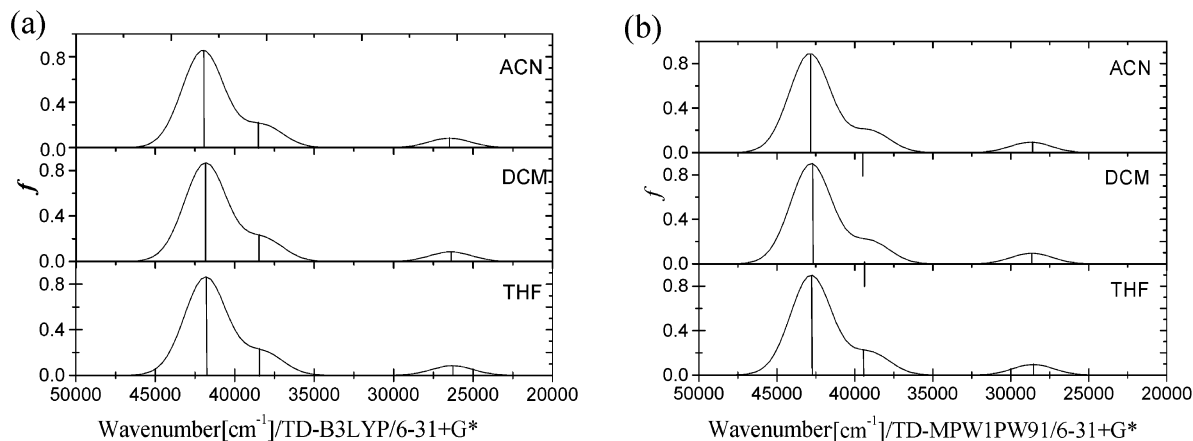 (a)
0.8
ACN
0.4
0.0
0.8
DCM
f
0.4
0.0
0.8
THF
0.4
0.0
50000 45000 40000 35000 30000 25000 20000
Wavenumber[cm⁻¹]/TD-B3LYP/6-31+G*
(b)
0.8
ACN
0.4
0.0
0.8
DCM
f
0.4
0.0
0.8
THF
0.4
0.0
50000 45000 40000 35000 30000 25000 20000
Wavenumber[cm⁻¹]/TD-MPW1PW91/6-31+G*